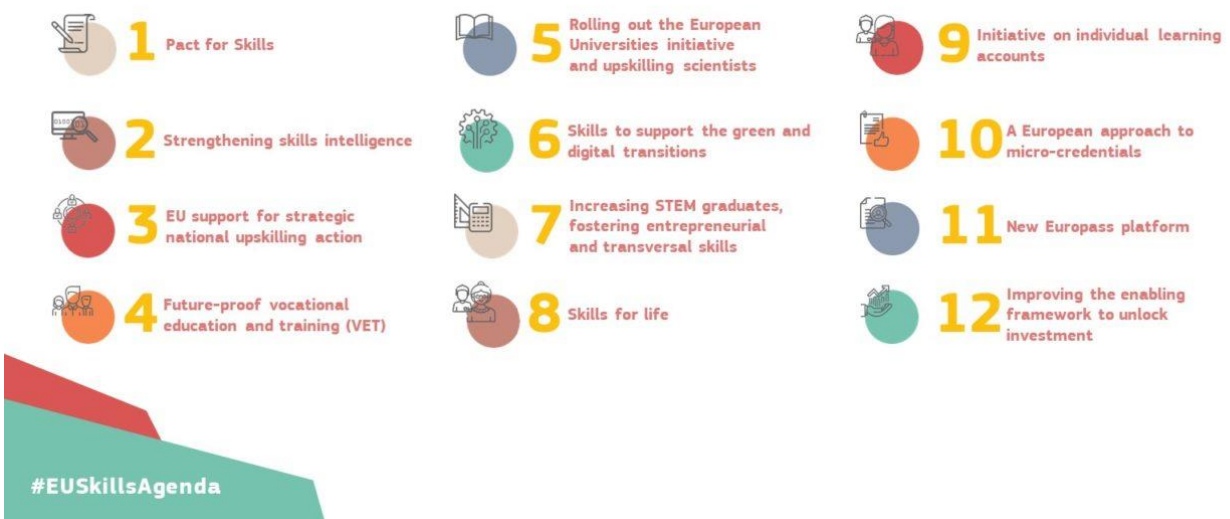 1 Pact for Skills
2 Strengthening skills intelligence
3 EU support for strategic
national upskilling action
4 Future-proof vocational
education and training (VET)
5 Rolling out the European
Universities initiative
and upskilling scientists
6 Skills to support the green and
digital transitions
7 Increasing STEM graduates,
fostering entrepreneurial
and transversal skills
8 Skills for life
9 Initiative on individual learning
accounts
10 A European approach to
micro-credentials
11 New Europass platform
12 Improving the enabling
framework to unlock
investment
#EUSkillsAgenda